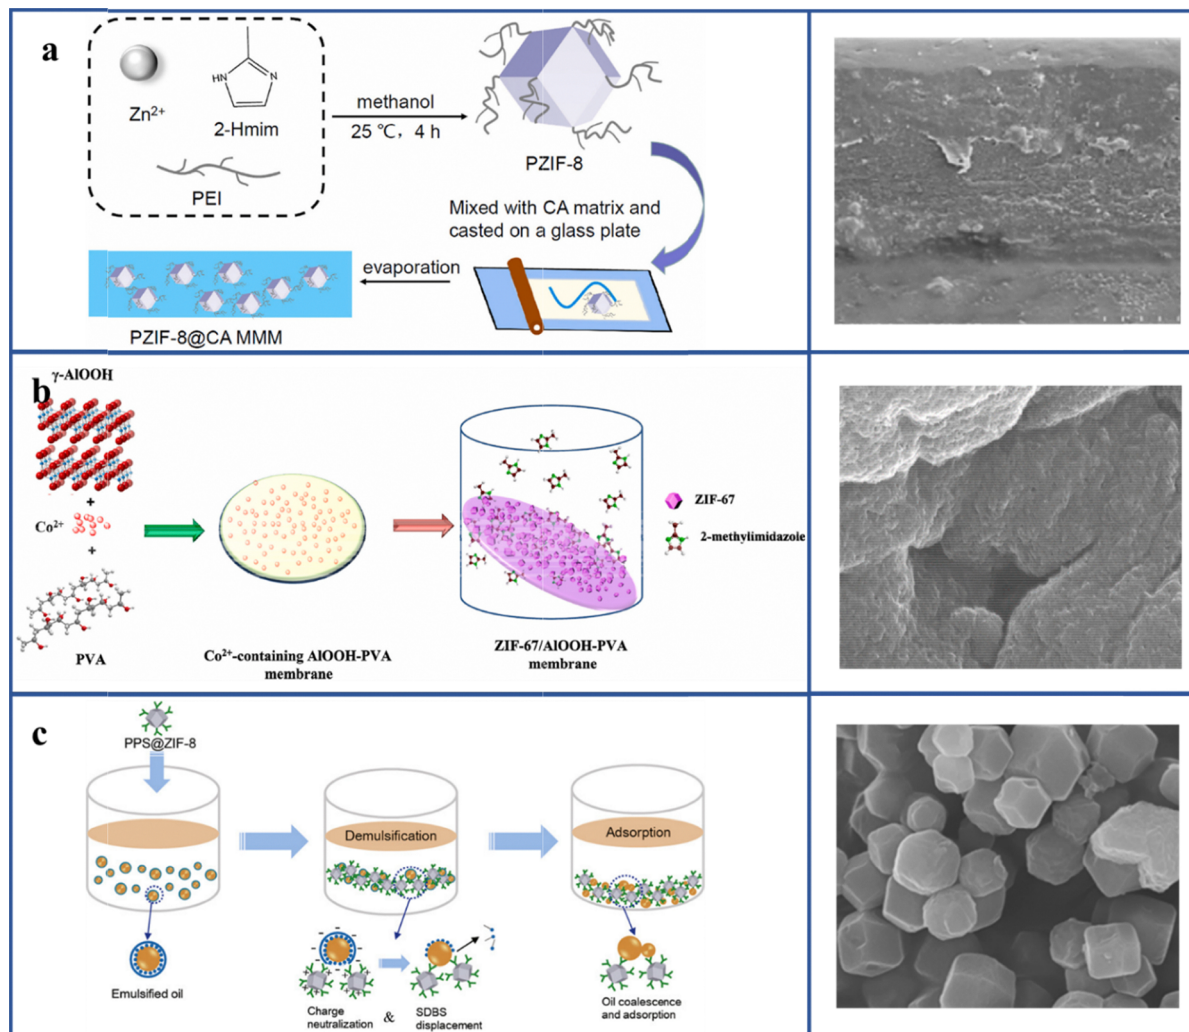 a
Zn²⁺
HN
N
2-Hmim
PEI
methanol
25 ℃, 4 h
PZIF-8
Mixed with CA matrix and
casted on a glass plate
evaporation
PZIF-8@CA MMM
b
γ-AlOOH
+
Co²⁺
+
PVA
Co²⁺-containing AlOOH-PVA
membrane
ZIF-67/AlOOH-PVA
membrane
ZIF-67
2-methylimidazole
c
PPS@ZIF-8
Emulsified oil
Demulsification
Charge
neutralization
&
SDBS
displacement
Adsorption
Oil coalescence
and adsorption